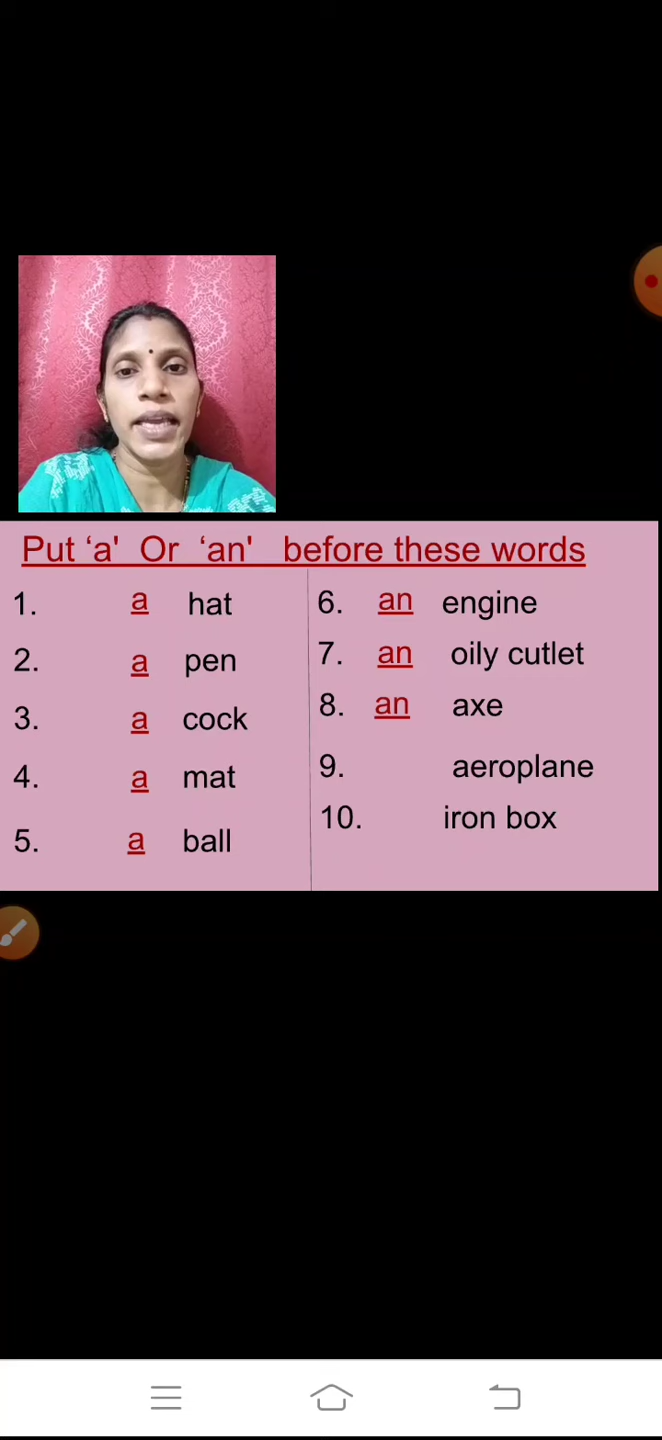 Put ‘a' Or ‘an' before these words
1. a hat
2. a pen
3. a cock
4. a mat
5. a ball
6. an engine
7. an oily cutlet
8. an axe
9. aeroplane
10. iron box